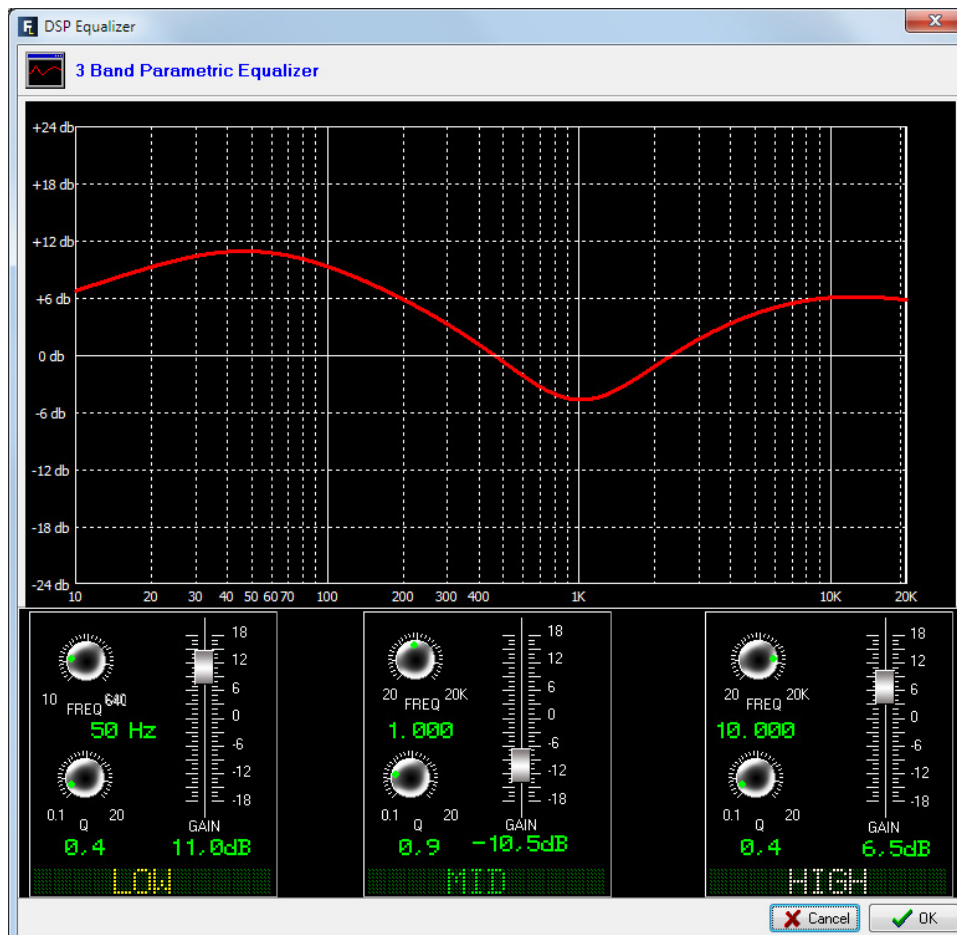 DSP Equalizer
3 Band Parametric Equalizer
+24 db
+18 db
+12 db
+6 db
0 db
-6 db
-12 db
-18 db
-24 db
10 20 30 40 50 60 70 100 200 300 400 1K 10K 20K
10 640
FREQ
50 Hz
0.1 20
Q
0,4
18
12
6
0
-6
-12
-18
GAIN
11,0dB
LOW
20 20K
FREQ
1.000
0.1 20
Q
0,9
18
12
6
0
-6
-12
-18
GAIN
-10,5dB
MID
20 20K
FREQ
10.000
0.1 20
Q
0,4
18
12
6
0
-6
-12
-18
GAIN
6,5dB
HIGH
Cancel OK